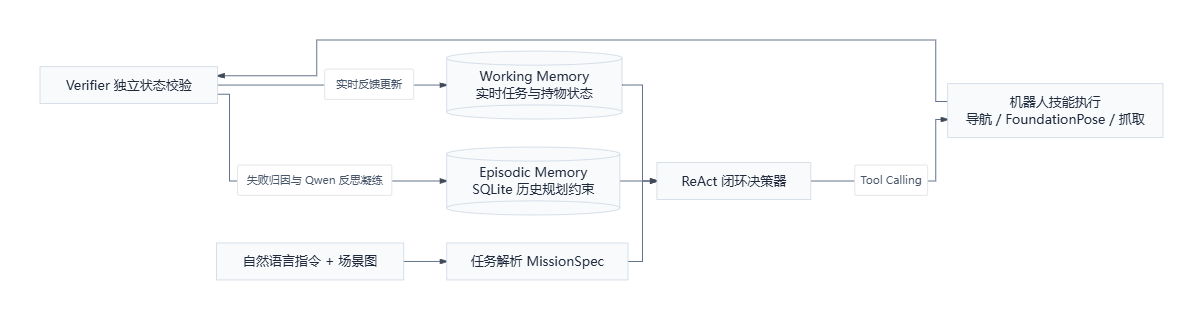 Verifier 独立状态校验
实时反馈更新
Working Memory
实时任务与持物状态
机器人技能执行
导航 / FoundationPose / 抓取
失败归因与 Qwen 反思凝练
Episodic Memory
SQLite 历史规划约束
ReAct 闭环决策器
Tool Calling
自然语言指令 + 场景图
任务解析 MissionSpec